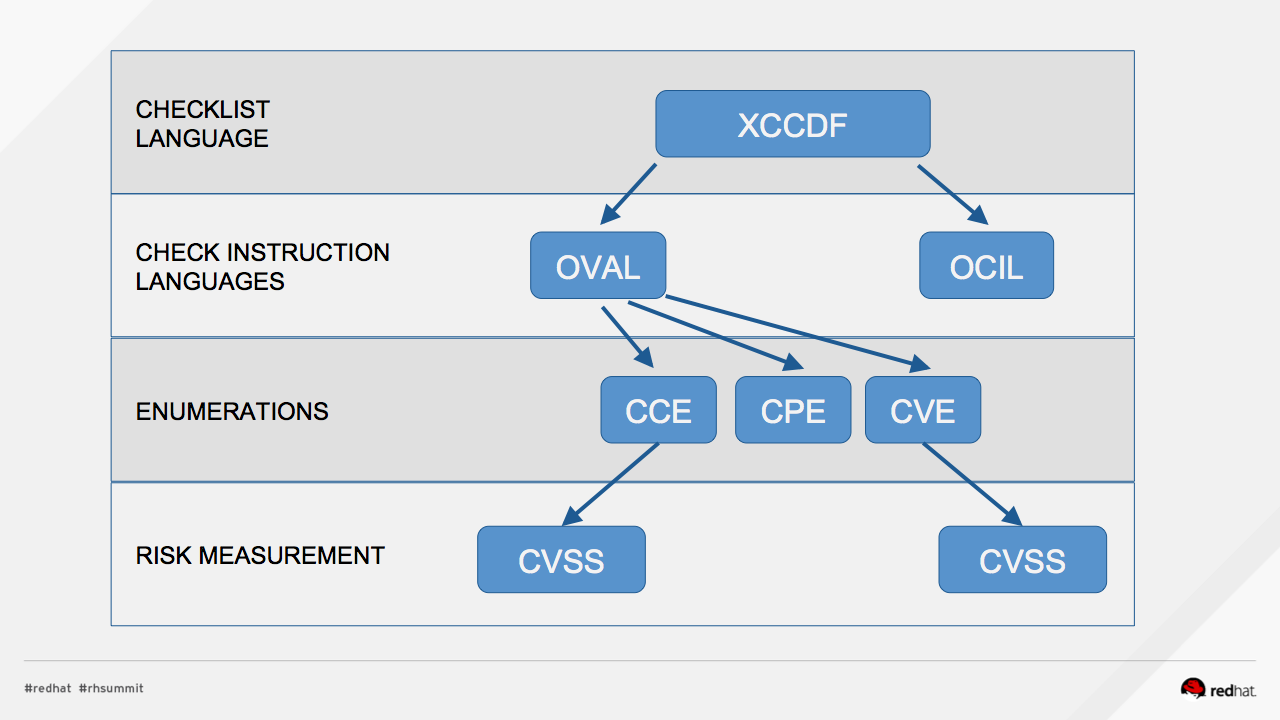 CHECKLIST
LANGUAGE
XCCDF
CHECK INSTRUCTION
LANGUAGES
OVAL
OCIL
ENUMERATIONS
CCE
CPE
CVE
RISK MEASUREMENT
CVSS
CVSS
#redhat #rhsummit
redhat.